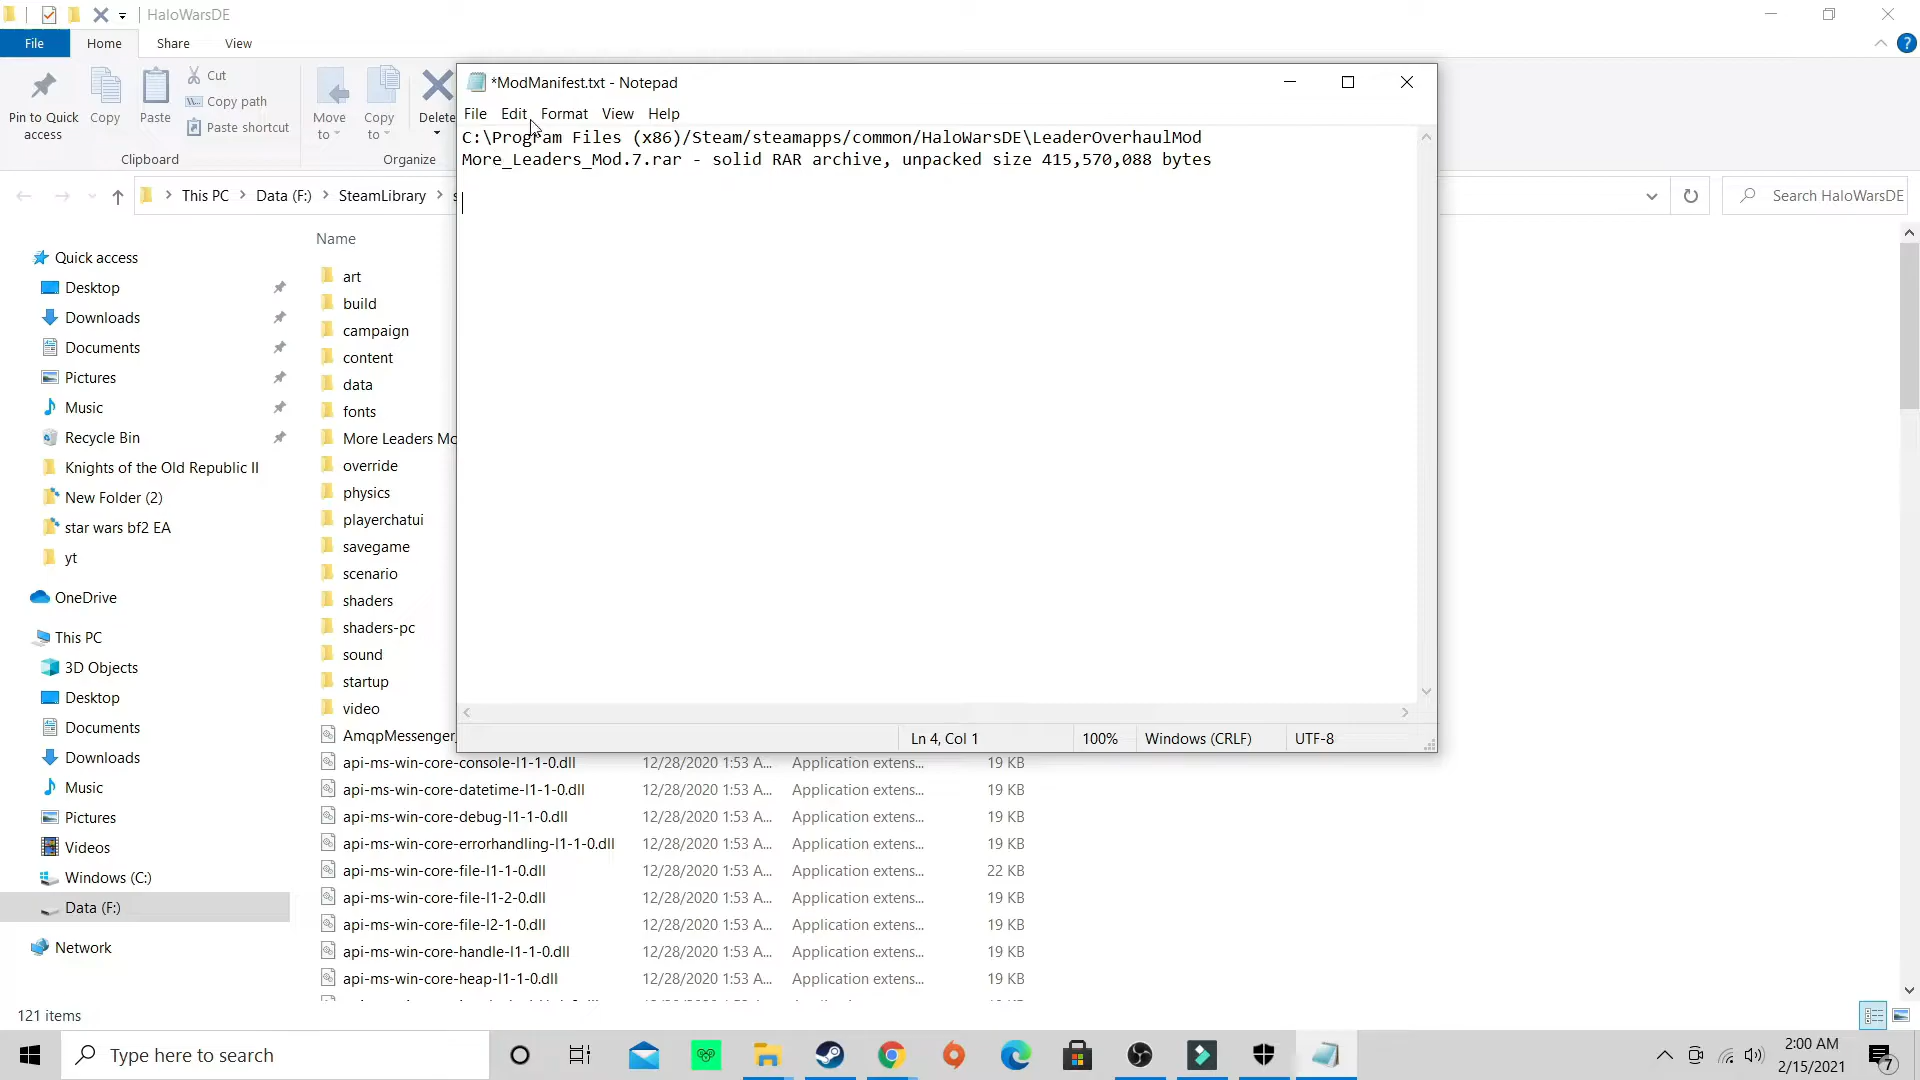 HaloWarsDE
File
Home
Share
View
Pin to Quick access
Copy
Paste
Cut
Copy path
Paste shortcut
Clipboard
Move to
Copy to
Delete
Organize
*ModManifest.txt - Notepad
File Edit Format View Help
C:\Program Files (x86)/Steam/steamapps/common/HaloWarsDE\LeaderOverhaulMod
More_Leaders_Mod.7.rar - solid RAR archive, unpacked size 415,570,088 bytes
Ln 4, Col 1
100%
Windows (CRLF)
UTF-8
This PC > Data (F:) > SteamLibrary > s
Search HaloWarsDE
Quick access
Desktop
Downloads
Documents
Pictures
Music
Recycle Bin
Knights of the Old Republic II
New Folder (2)
star wars bf2 EA
yt
OneDrive
This PC
3D Objects
Desktop
Documents
Downloads
Music
Pictures
Videos
Windows (C:)
Data (F:)
Network
Name
art
build
campaign
content
data
fonts
More Leaders Mo
override
physics
playerchatui
savegame
scenario
shaders
shaders-pc
sound
startup
video
AmqpMessenger
api-ms-win-core-console-l1-1-0.dll 12/28/2020 1:53 A... Application extens... 19 KB
api-ms-win-core-datetime-l1-1-0.dll 12/28/2020 1:53 A... Application extens... 19 KB
api-ms-win-core-debug-l1-1-0.dll 12/28/2020 1:53 A... Application extens... 19 KB
api-ms-win-core-errorhandling-l1-1-0.dll 12/28/2020 1:53 A... Application extens... 19 KB
api-ms-win-core-file-l1-1-0.dll 12/28/2020 1:53 A... Application extens... 22 KB
api-ms-win-core-file-l1-2-0.dll 12/28/2020 1:53 A... Application extens... 19 KB
api-ms-win-core-file-l2-1-0.dll 12/28/2020 1:53 A... Application extens... 19 KB
api-ms-win-core-handle-l1-1-0.dll 12/28/2020 1:53 A... Application extens... 19 KB
api-ms-win-core-heap-l1-1-0.dll 12/28/2020 1:53 A... Application extens... 19 KB
121 items
Type here to search
2:00 AM
2/15/2021
7